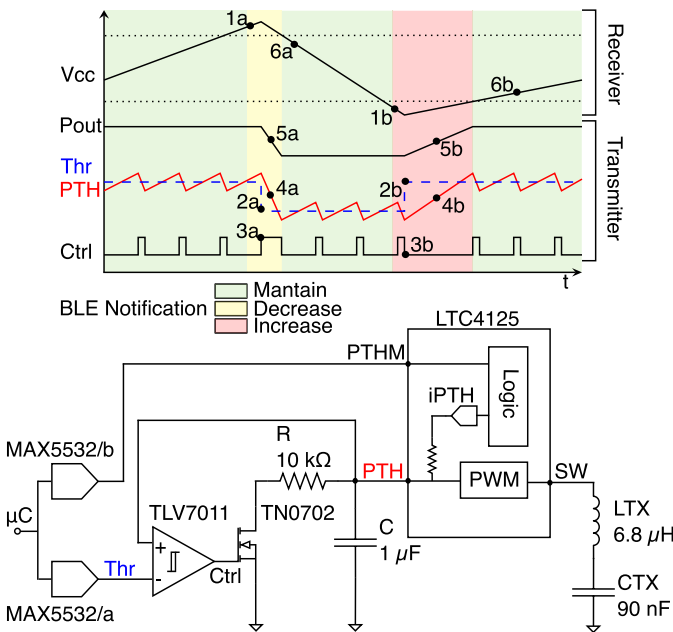 1a
6a
Vcc
6b
1b
Receiver
Pout
5a
5b
Transmitter
Thr
PTH
4a
2a
2b
4b
3a
3b
Ctrl
t
BLE Notification
Mantain
Decrease
Increase
LTC4125
PTHM
iPTH
Logic
R
10 kΩ
MAX5532/b
PTH
PWM
SW
µC
TLV7011
TN0702
LTX
6.8 µH
C
1 µF
+
-
Thr
Ctrl
MAX5532/a
CTX
90 nF